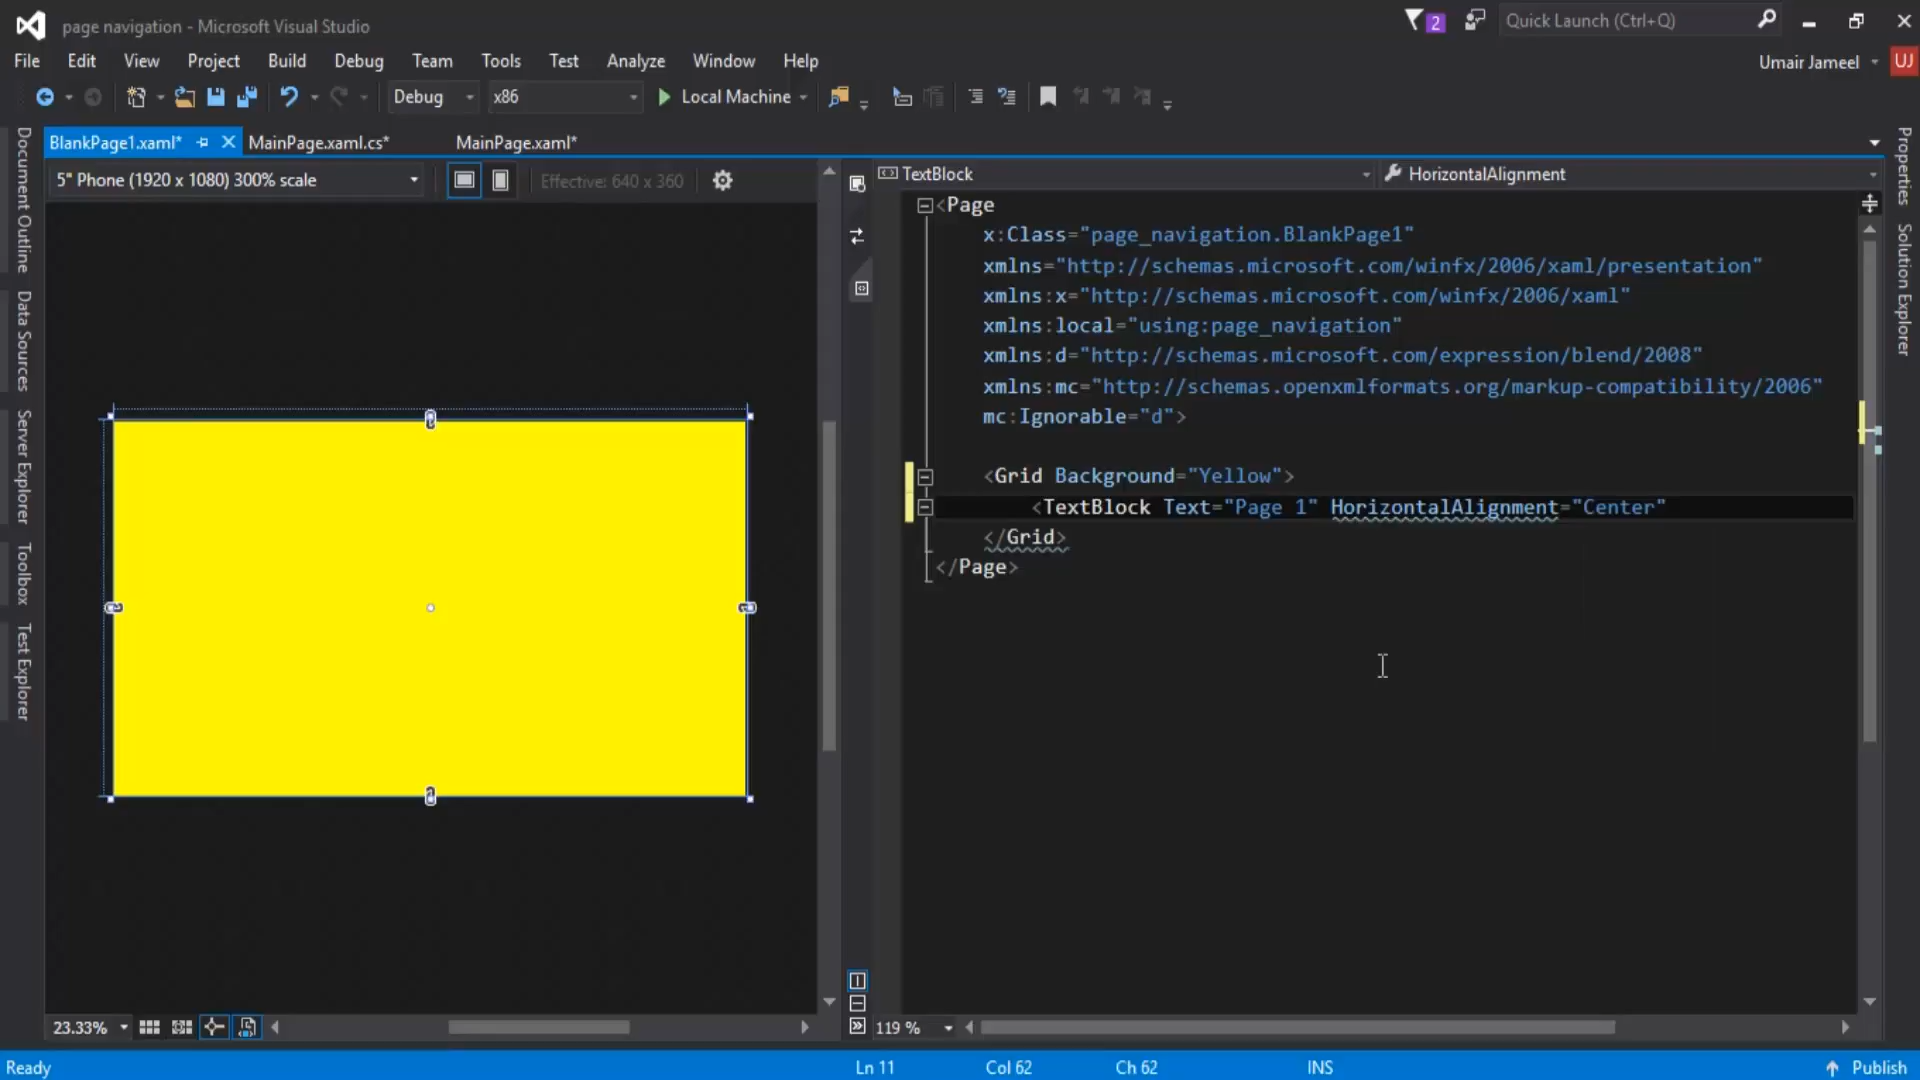 page navigation - Microsoft Visual Studio
2
Quick Launch (Ctrl+Q)
File Edit View Project Build Debug Team Tools Test Analyze Window Help
Umair Jameel UJ
Debug x86 Local Machine
BlankPage1.xaml* MainPage.xaml.cs* MainPage.xaml*
5" Phone (1920 x 1080) 300% scale Effective: 640 x 360
TextBlock HorizontalAlignment
Document Outline
Data Sources
Server Explorer
Toolbox
Test Explorer
<Page
x:Class="page_navigation.BlankPage1"
xmlns="http://schemas.microsoft.com/winfx/2006/xaml/presentation"
xmlns:x="http://schemas.microsoft.com/winfx/2006/xaml"
xmlns:local="using:page_navigation"
xmlns:d="http://schemas.microsoft.com/expression/blend/2008"
xmlns:mc="http://schemas.openxmlformats.org/markup-compatibility/2006"
mc:Ignorable="d">
<Grid Background="Yellow">
<TextBlock Text="Page 1" HorizontalAlignment="Center"
</Grid>
</Page>
Properties
Solution Explorer
23.33%
119 %
Ready Ln 11 Col 62 Ch 62 INS Publish